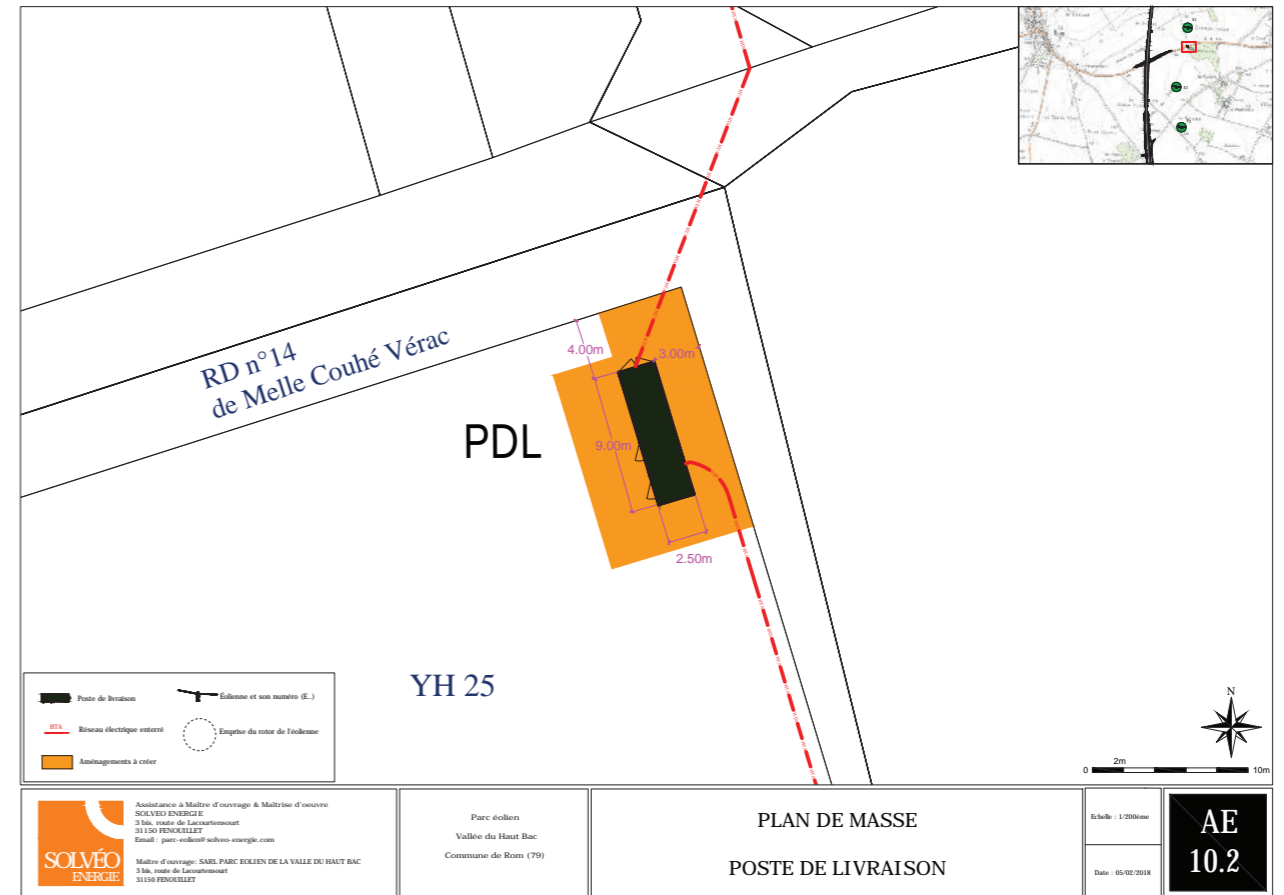 RD n°14
de Melle Couhé Vérac
4.00m
3.00m
9.00m
2.50m
PDL
YH 25
Poste de livraison
Éolienne et son numéro (E..)
HTA
Réseau électrique enterré
Emprise du rotor de l'éolienne
Aménagements à créer
N
0
2m
10m
SOLVÉO
ENERGIE
Assistance à Maître d'ouvrage & Maîtrise d'oeuvre
SOLVEO ENERGIE
3 bis, route de Lacourtensourt
31150 FENOUILLET
Email : parc-eolien@solveo-energie.com
Maître d'ouvrage: SARL PARC EOLIEN DE LA VALLE DU HAUT BAC
3 bis, route de Lacourtensourt
31150 FENOUILLET
Parc éolien
Vallée du Haut Bac
Commune de Rom (79)
PLAN DE MASSE
POSTE DE LIVRAISON
Echelle : 1/200ème
Date : 05/02/2018
AE
10.2